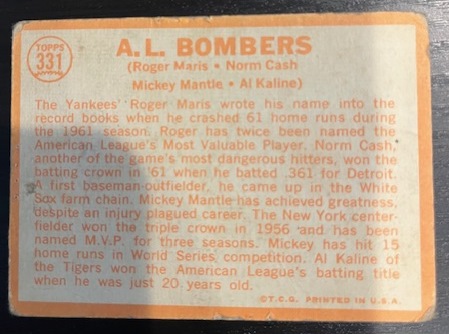 TOPPS
331
A.L. BOMBERS
(Roger Maris • Norm Cash
Mickey Mantle • Al Kaline)
The Yankees' Roger Maris wrote his name into the
record books when he crashed 61 home runs during
the 1961 season. Roger has twice been named the
American League's Most Valuable Player. Norm Cash,
another of the game's most dangerous hitters, won the
batting crown in '61 when he batted .361 for Detroit.
A first baseman-outfielder, he came up in the White
Sox farm chain. Mickey Mantle has achieved greatness,
despite an injury plagued career. The New York center-
fielder won the triple crown in 1956 and has been
named M.V.P. for three seasons. Mickey has hit 15
home runs in World Series competition. Al Kaline of
the Tigers won the American League's batting title
when he was just 20 years old.
©T.C.G. PRINTED IN U.S.A.